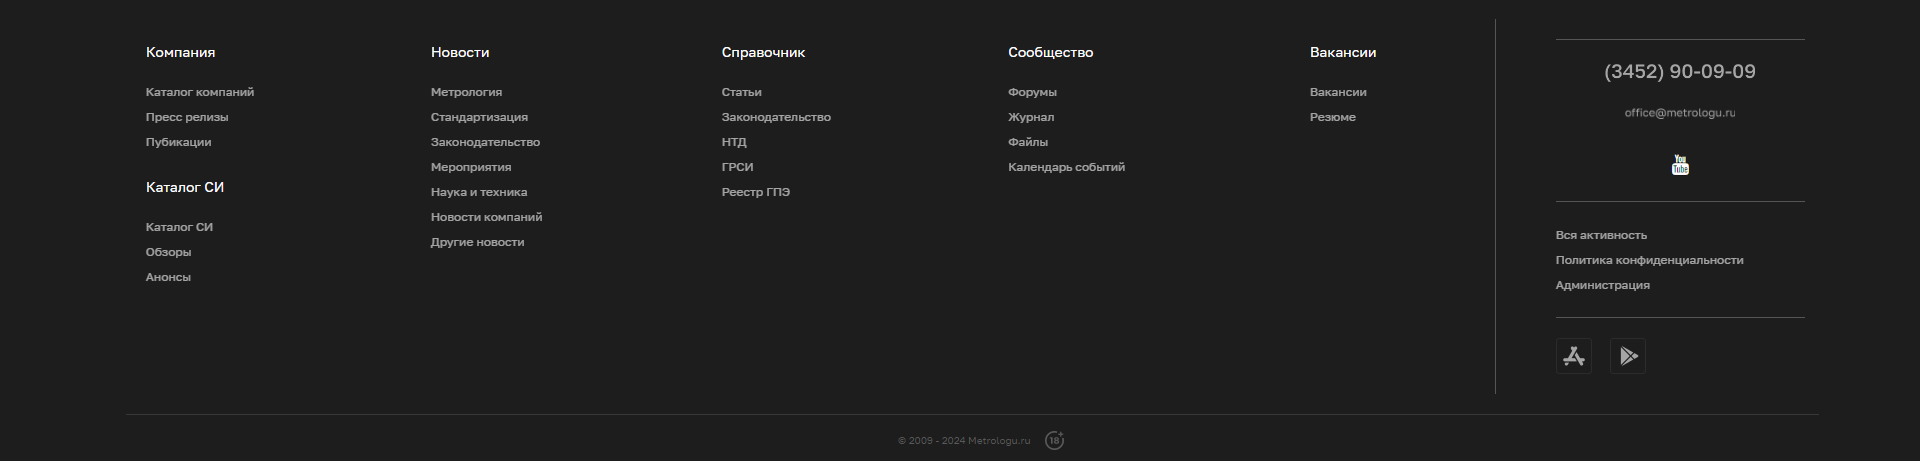 Компания
Каталог компаний
Пресс релизы
Пубикации
Каталог СИ
Каталог СИ
Обзоры
Анонсы
Новости
Метрология
Стандартизация
Законодательство
Мероприятия
Наука и техника
Новости компаний
Другие новости
Справочник
Статьи
Законодательство
НТД
ГРСИ
Реестр ГПЭ
Сообщество
Форумы
Журнал
Файлы
Календарь событий
Вакансии
Вакансии
Резюме
(3452) 90-09-09
office@metrologu.ru
You
Tube
Вся активность
Политика конфиденциальности
Администрация
© 2009 - 2024 Metrologu.ru
18+